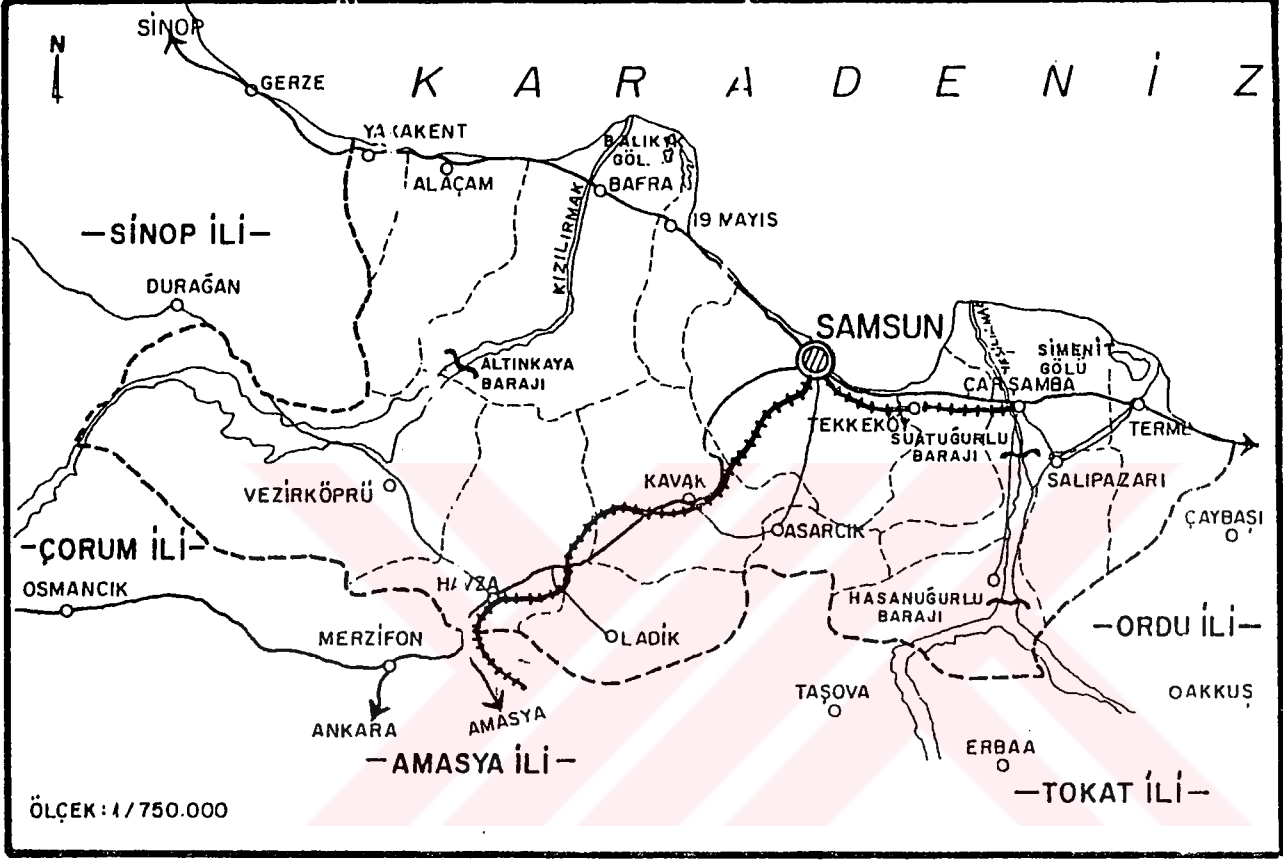 SİNOP
N
GERZE
K A R A D E N İ Z
YAKAKENT
ALAÇAM
BALIK
GÖL.
BAFRA
KIZILIRMAK
19 MAYIS
—SİNOP İLİ—
DURAĞAN
ALTINKAYA
BARAJI
SAMSUN
SİMENİT
GÖLÜ
ÇARŞAMBA
TEKKEKÖY
TERME
SUATUĞURLU
BARAJI
SALIPAZARI
VEZİRKÖPRÜ
KAVAK
ASARCIK
ÇAYBAŞI
—ÇORUM İLİ—
OSMANCIK
HAVZA
HASANUĞURLU
BARAJI
MERZİFON
LADİK
—ORDU İLİ—
TAŞOVA
AKKUŞ
ANKARA
AMASYA
—AMASYA İLİ—
ERBAA
—TOKAT İLİ—
ÖLÇEK: 1/750.000